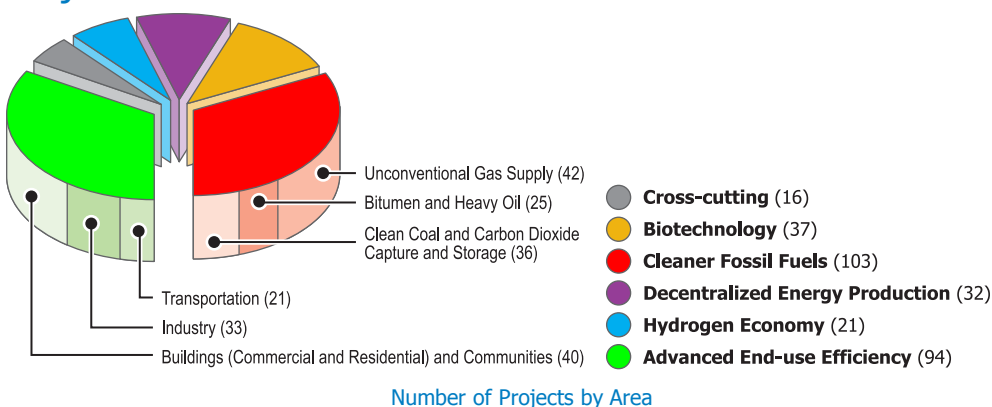 Unconventional Gas Supply (42)
Bitumen and Heavy Oil (25)
Clean Coal and Carbon Dioxide
Capture and Storage (36)
Transportation (21)
Industry (33)
Buildings (Commercial and Residential) and Communities (40)
Cross-cutting (16)
Biotechnology (37)
Cleaner Fossil Fuels (103)
Decentralized Energy Production (32)
Hydrogen Economy (21)
Advanced End-use Efficiency (94)
Number of Projects by Area